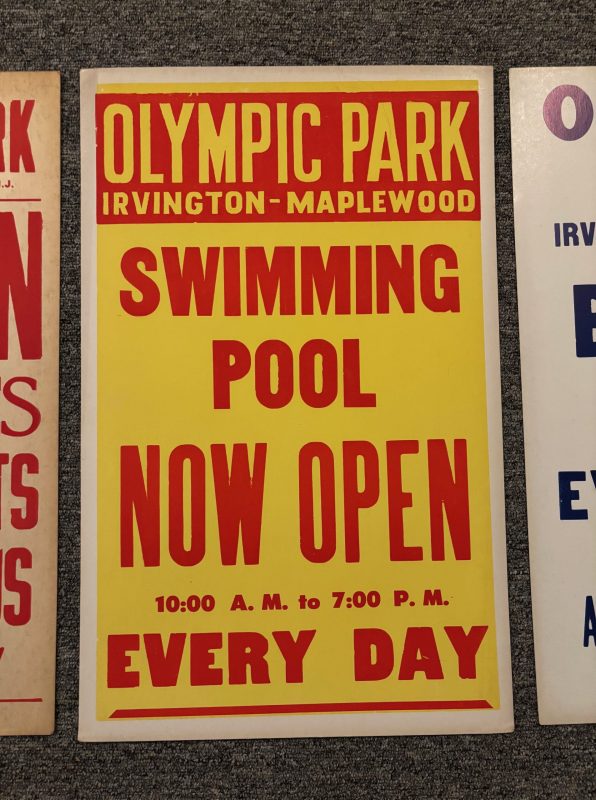 OLYMPIC PARK
IRVINGTON-MAPLEWOOD
SWIMMING
POOL
NOW OPEN
10:00 A. M. to 7:00 P. M.
EVERY DAY